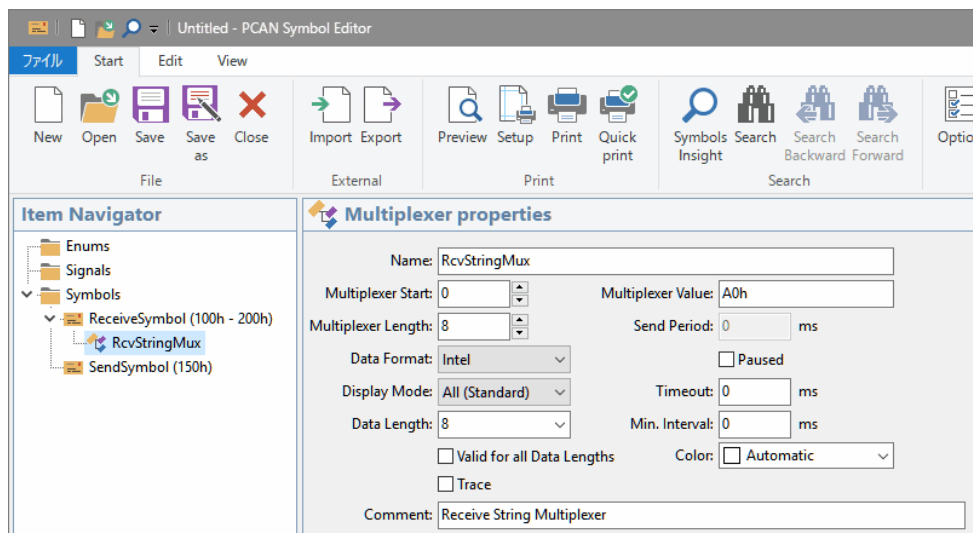 Untitled - PCAN Symbol Editor
ファイル Start Edit View
New Open Save Save as Close Import Export Preview Setup Print Quick print Symbols Insight Search Search Backward Search Forward Optio
File External Print Search
Item Navigator
Enums
Signals
Symbols
ReceiveSymbol (100h - 200h)
RcvStringMux
SendSymbol (150h)
Multiplexer properties
Name: RcvStringMux
Multiplexer Start: 0 Multiplexer Value: A0h
Multiplexer Length: 8 Send Period: 0 ms
Data Format: Intel Paused
Display Mode: All (Standard) Timeout: 0 ms
Data Length: 8 Min. Interval: 0 ms
Valid for all Data Lengths Color: Automatic
Trace
Comment: Receive String Multiplexer